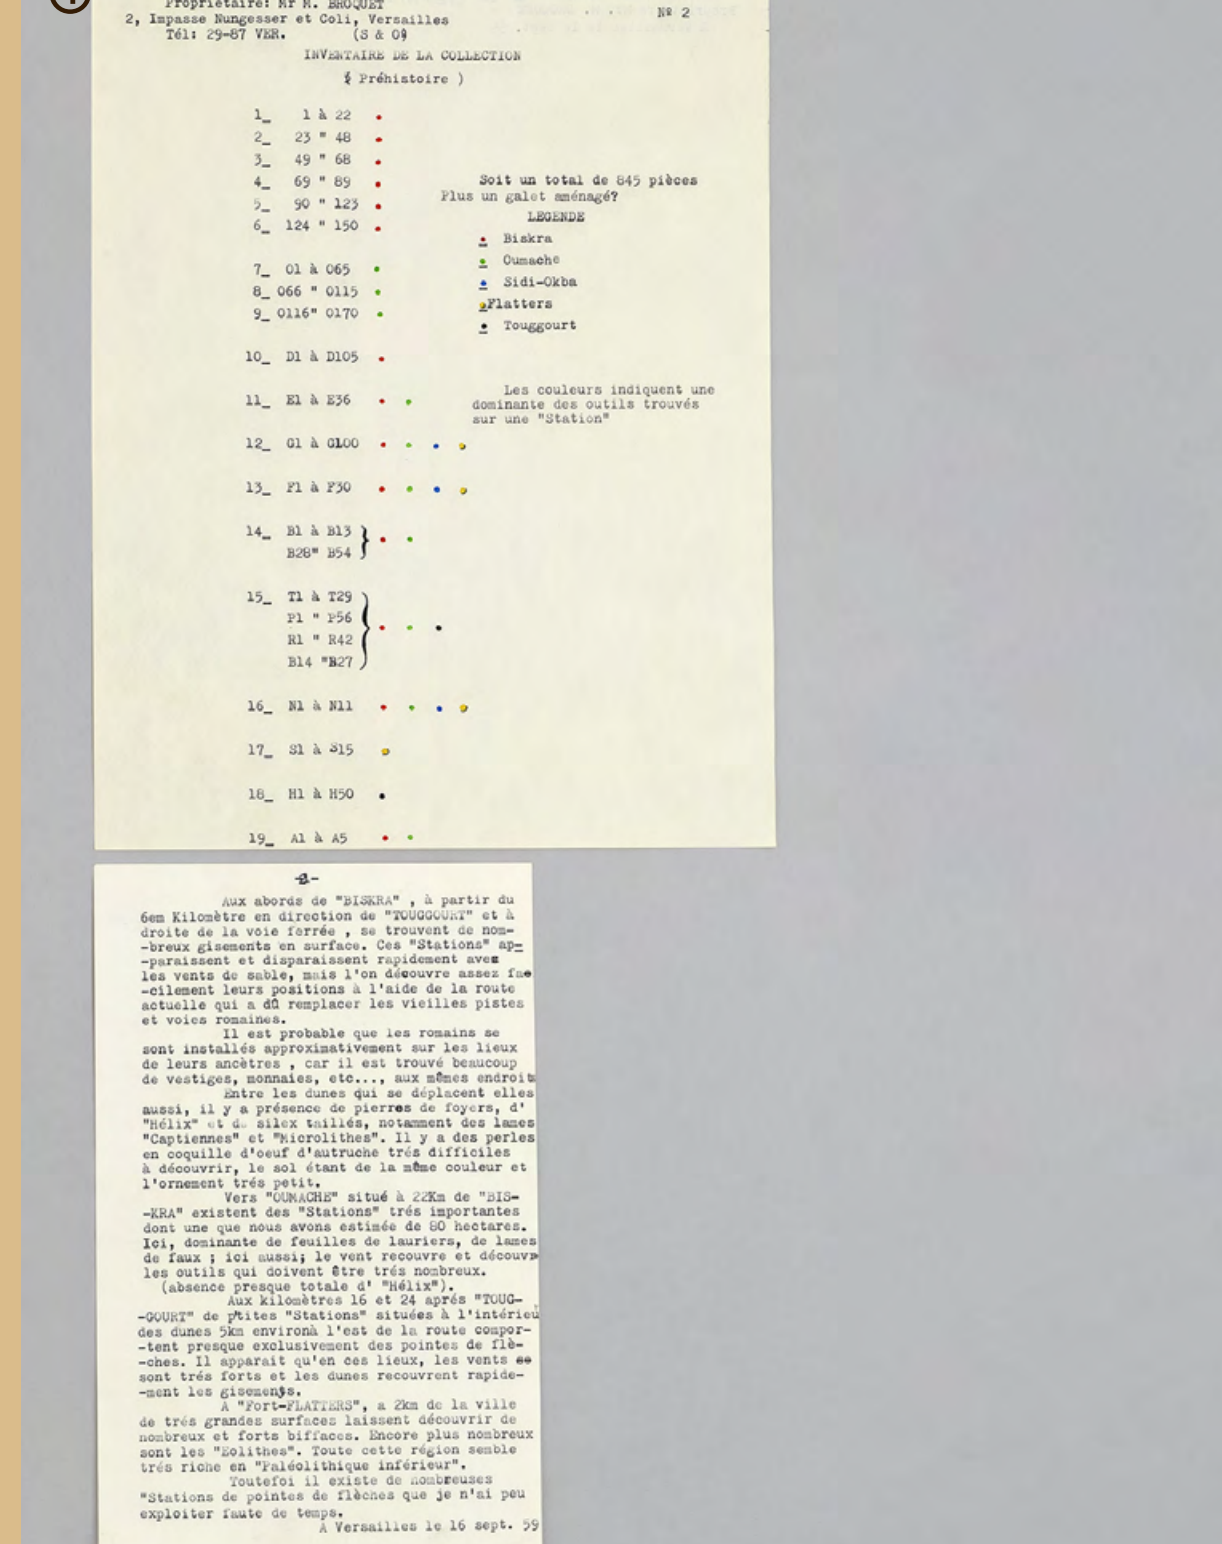 Propriétaire: Mr M. BROQUET
2, Impasse Nungesser et Coli, Versailles
Tél: 29-87 VER. (S & O)
Nº 2
INVENTAIRE DE LA COLLECTION
( Préhistoire )
1_ 1 à 22
2_ 23 " 48
3_ 49 " 68
4_ 69 " 89
5_ 90 " 123
6_ 124 " 150
7_ 01 à 065
8_ 066 " 0115
9_ 0116" 0170
10_ D1 à D105
11_ E1 à E36
12_ G1 à G100
13_ F1 à F30
14_ B1 à B13
B28" B54
15_ T1 à T29
P1 " P56
R1 " R42
B14 "B27
16_ N1 à N11
17_ S1 à S15
18_ H1 à H50
19_ A1 à A5
Soit un total de 845 pièces
Plus un galet aménagé?
LEGENDE
Biskra
Oumache
Sidi-Okba
Flatters
Touggourt
Les couleurs indiquent une
dominante des outils trouvés
sur une "Station"
-2-
Aux abords de "BISKRA" , à partir du
6em Kilomètre en direction de "TOUGGOURT" et à
droite de la voie ferrée , se trouvent de nom-
-breux gisements en surface. Ces "Stations" ap-
-paraissent et disparaissent rapidement avec
les vents de sable, mais l'on découvre assez fa-
-cilement leurs positions à l'aide de la route
actuelle qui a dû remplacer les vieilles pistes
et voies romaines.
Il est probable que les romains se
sont installés approximativement sur les lieux
de leurs ancètres , car il est trouvé beaucoup
de vestiges, monnaies, etc..., aux mêmes endroits
Entre les dunes qui se déplacent elles
aussi, il y a présence de pierres de foyers, d'
"Hélix" et de silex taillés, notamment des lames
"Captiennes" et "Microlithes". Il y a des perles
en coquille d'oeuf d'autruche trés difficiles
à découvrir, le sol étant de la même couleur et
l'ornement trés petit.
Vers "OUMACHE" situé à 22Km de "BIS-
-KRA" existent des "Stations" trés importantes
dont une que nous avons estimée de 80 hectares.
Ici, dominante de feuilles de lauriers, de lames
de faux ; ici aussi; le vent recouvre et découvre
les outils qui doivent être trés nombreux.
(absence presque totale d' "Hélix").
Aux kilomètres 16 et 24 aprés "TOUG-
-GOURT" de ptites "Stations" situées à l'intérieu
des dunes 5km environà l'est de la route compor-
-tent presque exclusivement des pointes de flè-
-ches. Il apparait qu'en ces lieux, les vents
sont trés forts et les dunes recouvrent rapide-
-ment les gisements.
A "Fort-FLATTERS", a 2km de la ville
de trés grandes surfaces laissent découvrir de
nombreux et forts biffaces. Encore plus nombreux
sont les "Eolithes". Toute cette région semble
trés riche en "Paléolithique inférieur".
Toutefoi il existe de nombreuses
"Stations de pointes de flèches que je n'ai peu
exploiter faute de temps.
A Versailles le 16 sept. 59